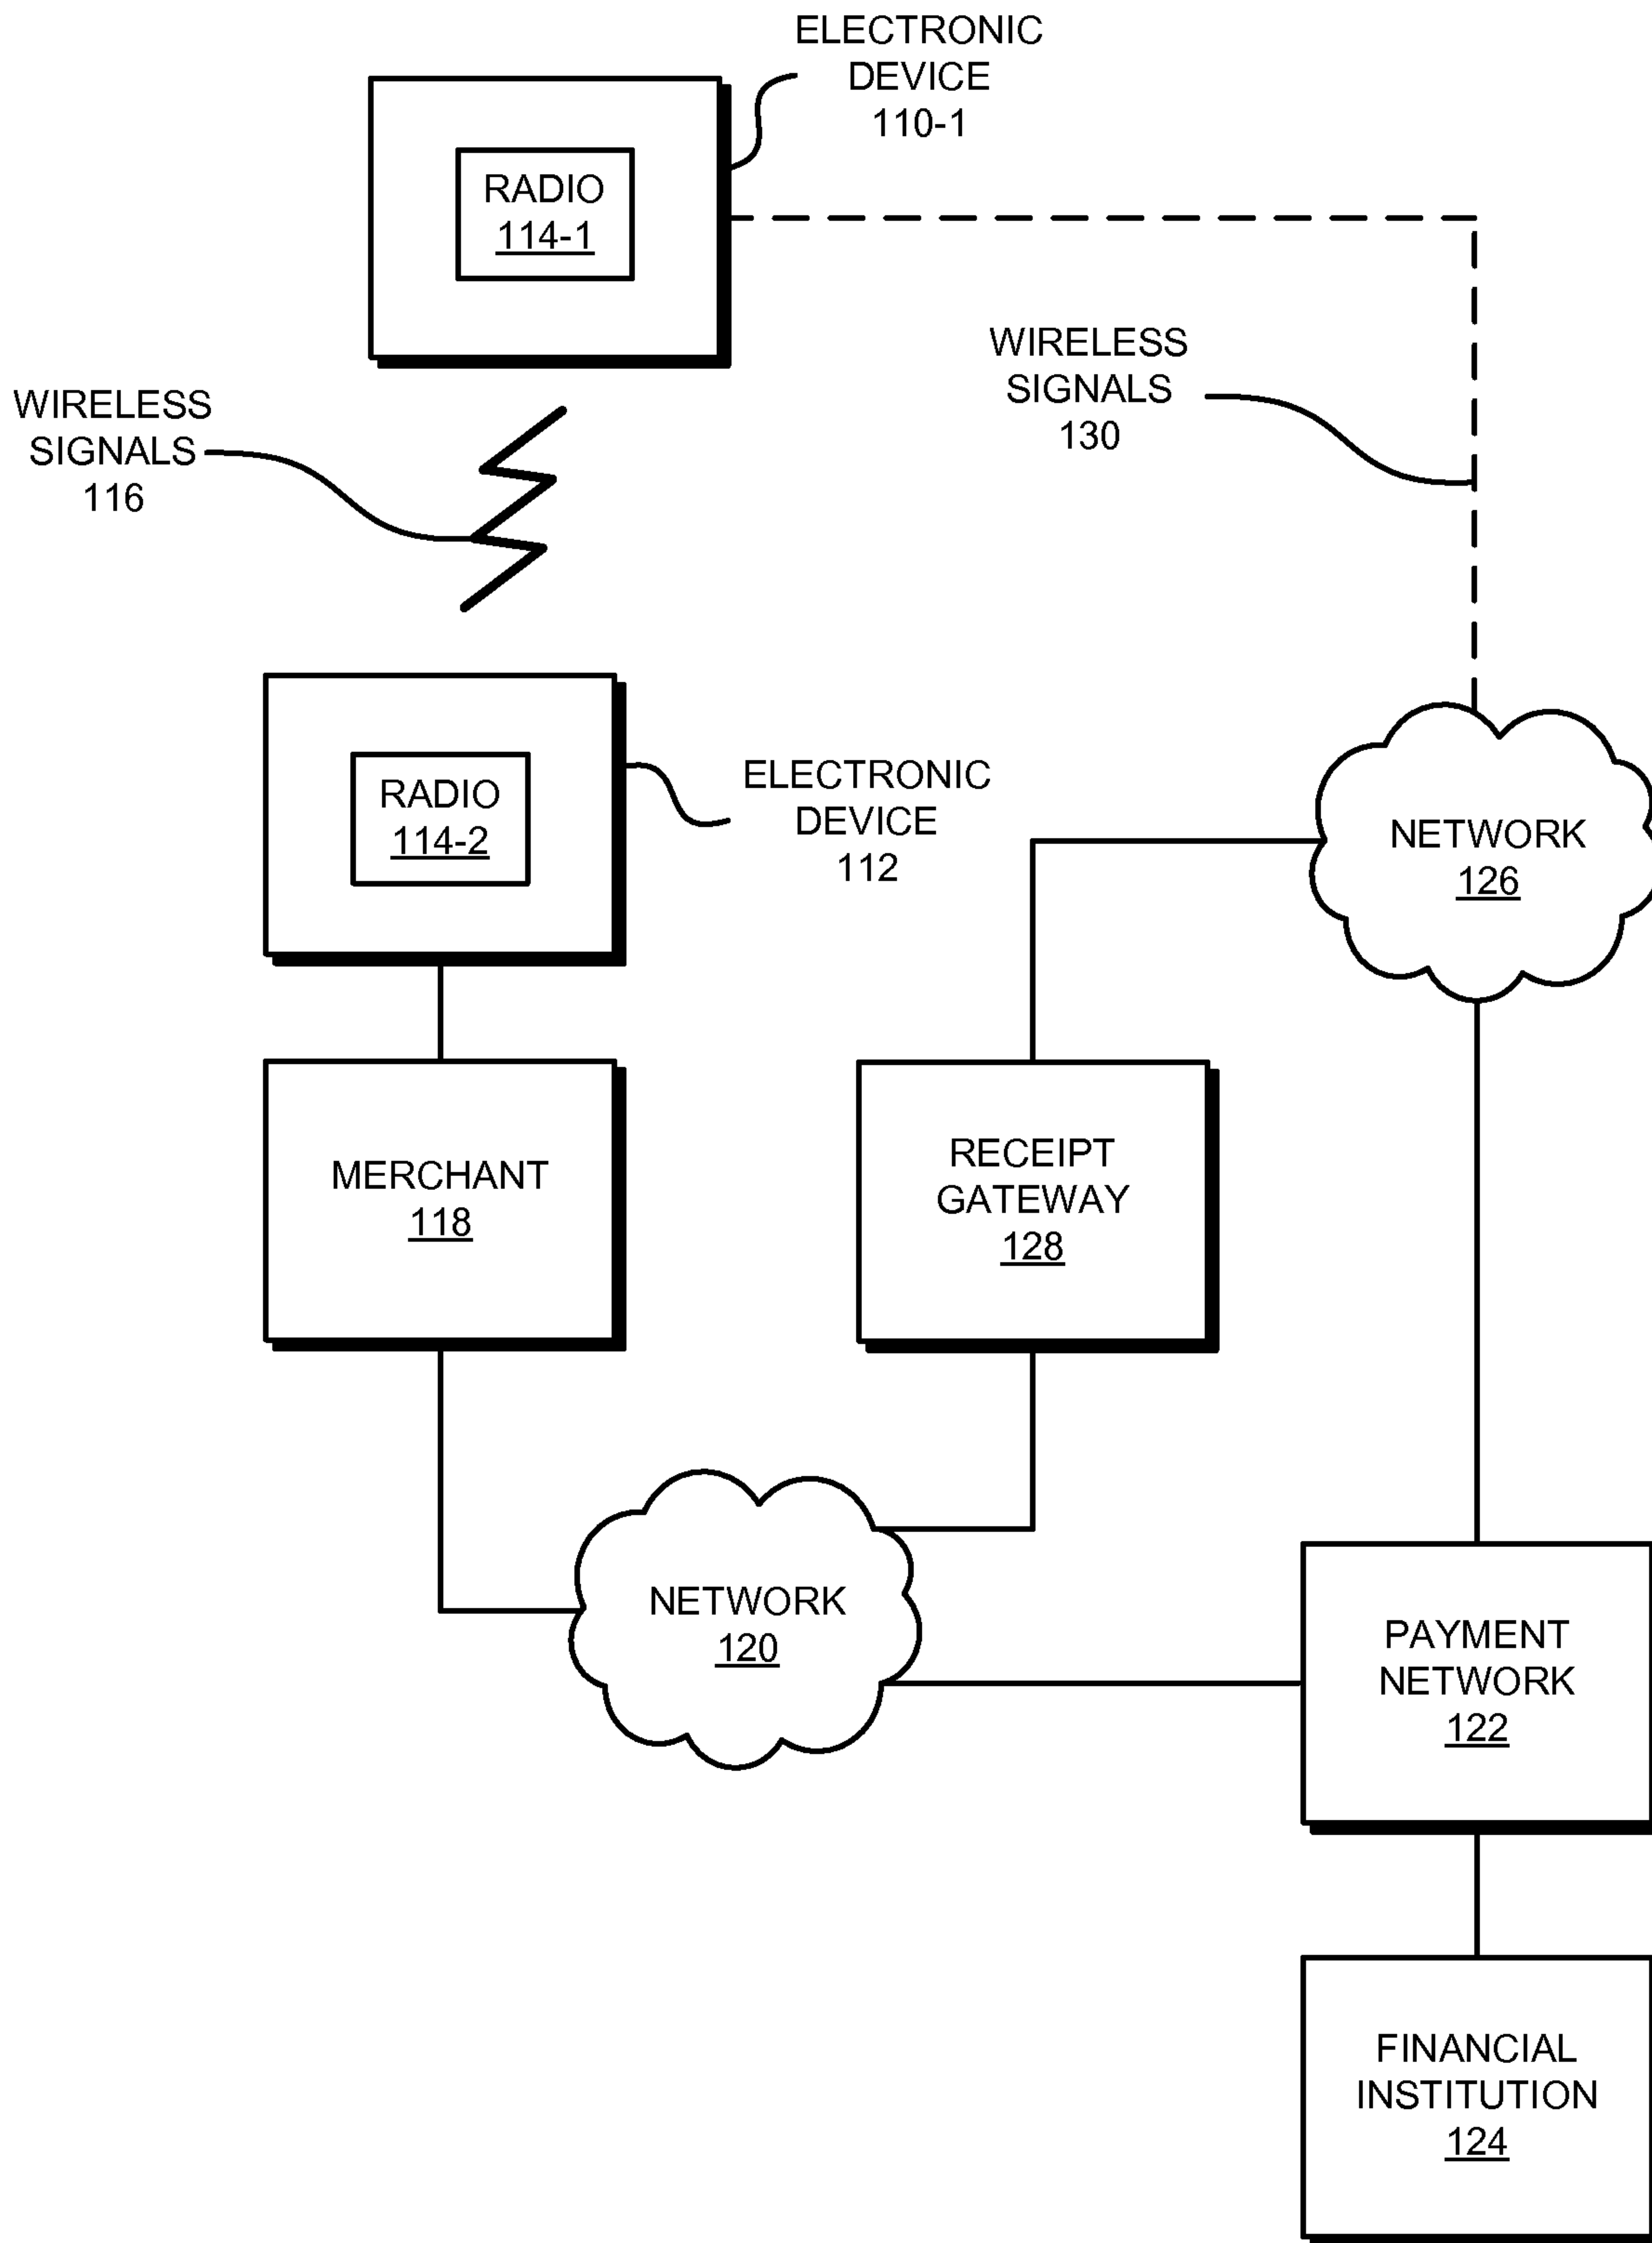 ELECTRONIC
DEVICE
110-1
RADIO
114-1
WIRELESS
SIGNALS
130
WIRELESS
SIGNALS
116
RADIO
114-2
ELECTRONIC
DEVICE
112
NETWORK
126
MERCHANT
118
RECEIPT
GATEWAY
128
NETWORK
120
PAYMENT
NETWORK
122
FINANCIAL
INSTITUTION
124